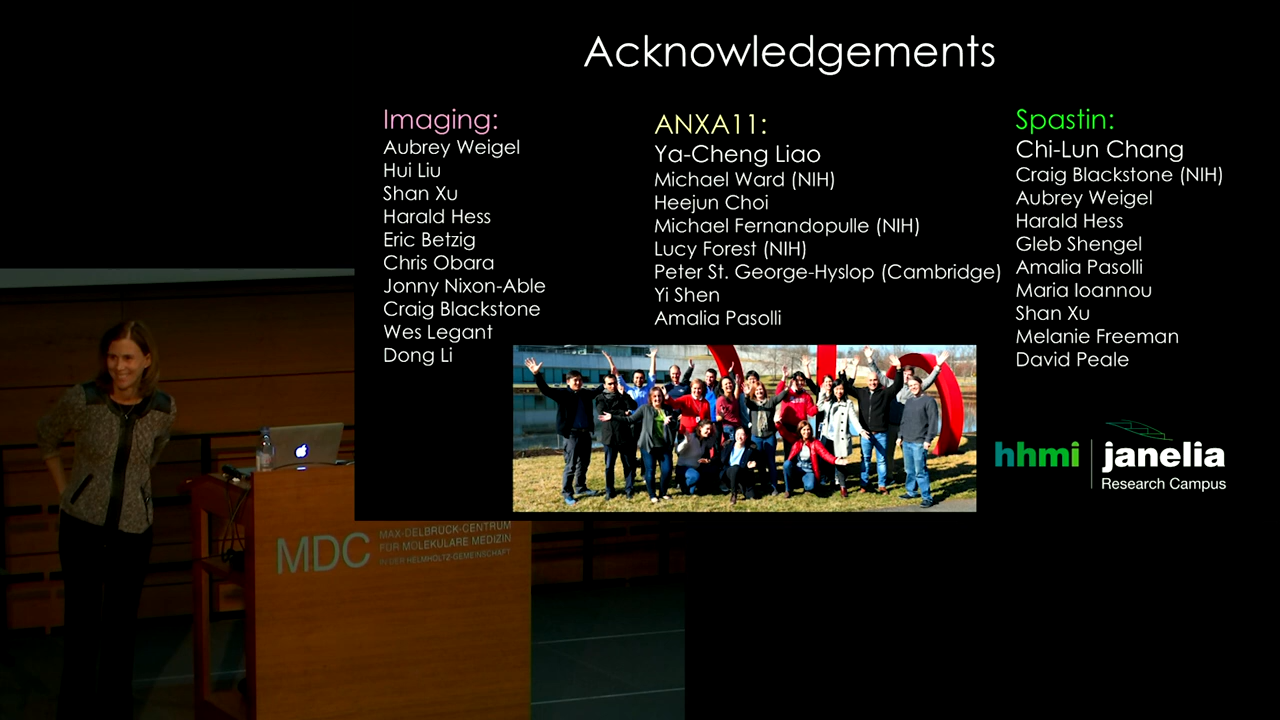 Acknowledgements
Imaging:
Aubrey Weigel
Hui Liu
Shan Xu
Harald Hess
Eric Betzig
Chris Obara
Jonny Nixon-Able
Craig Blackstone
Wes Legant
Dong Li
ANXA11:
Ya-Cheng Liao
Michael Ward (NIH)
Heejun Choi
Michael Fernandopulle (NIH)
Lucy Forest (NIH)
Peter St. George-Hyslop (Cambridge)
Yi Shen
Amalia Pasolli
Spastin:
Chi-Lun Chang
Craig Blackstone (NIH)
Aubrey Weigel
Harald Hess
Gleb Shengel
Amalia Pasolli
Maria Ioannou
Shan Xu
Melanie Freeman
David Peale
hhmi janelia
Research Campus
MDC
MAX-DELBRÜCK-CENTRUM
FÜR MOLEKULARE MEDIZIN
IN DER HELMHOLTZ-GEMEINSCHAFT